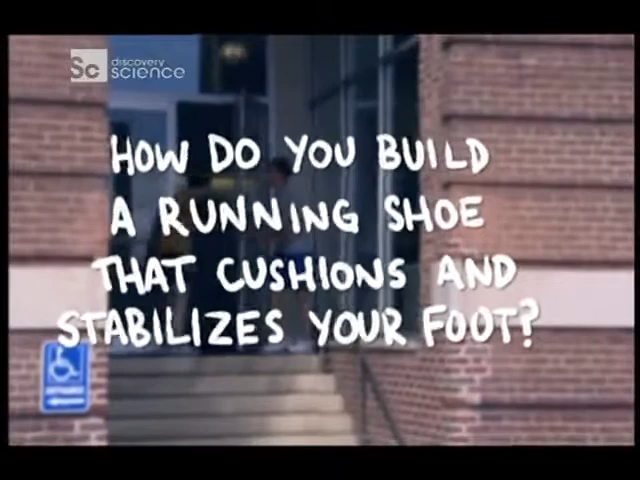 Sc discovery
science
HOW DO YOU BUILD
A RUNNING SHOE
THAT CUSHIONS AND
STABILIZES YOUR FOOT?